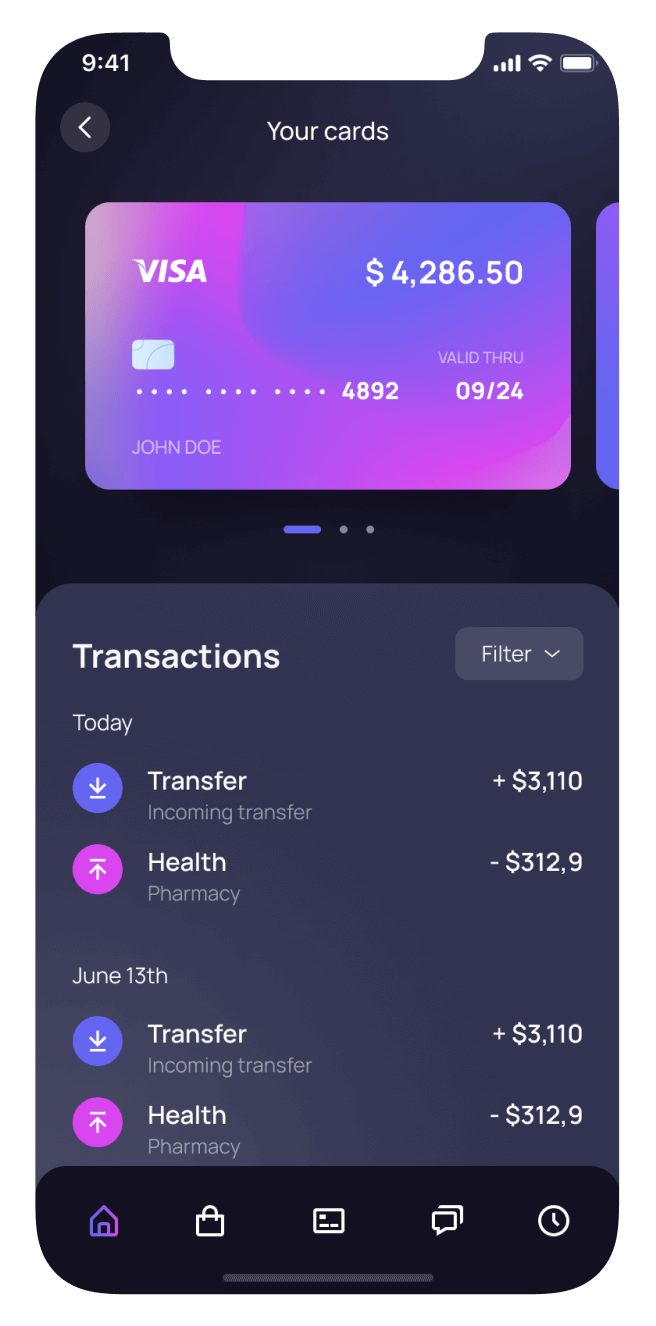 9:41
Your cards
VISA
$ 4,286.50
VALID THRU
•••• •••• •••• 4892
09/24
JOHN DOE
Transactions
Filter
Today
Transfer
+ $3,110
Incoming transfer
Health
- $312,9
Pharmacy
June 13th
Transfer
+ $3,110
Incoming transfer
Health
- $312,9
Pharmacy